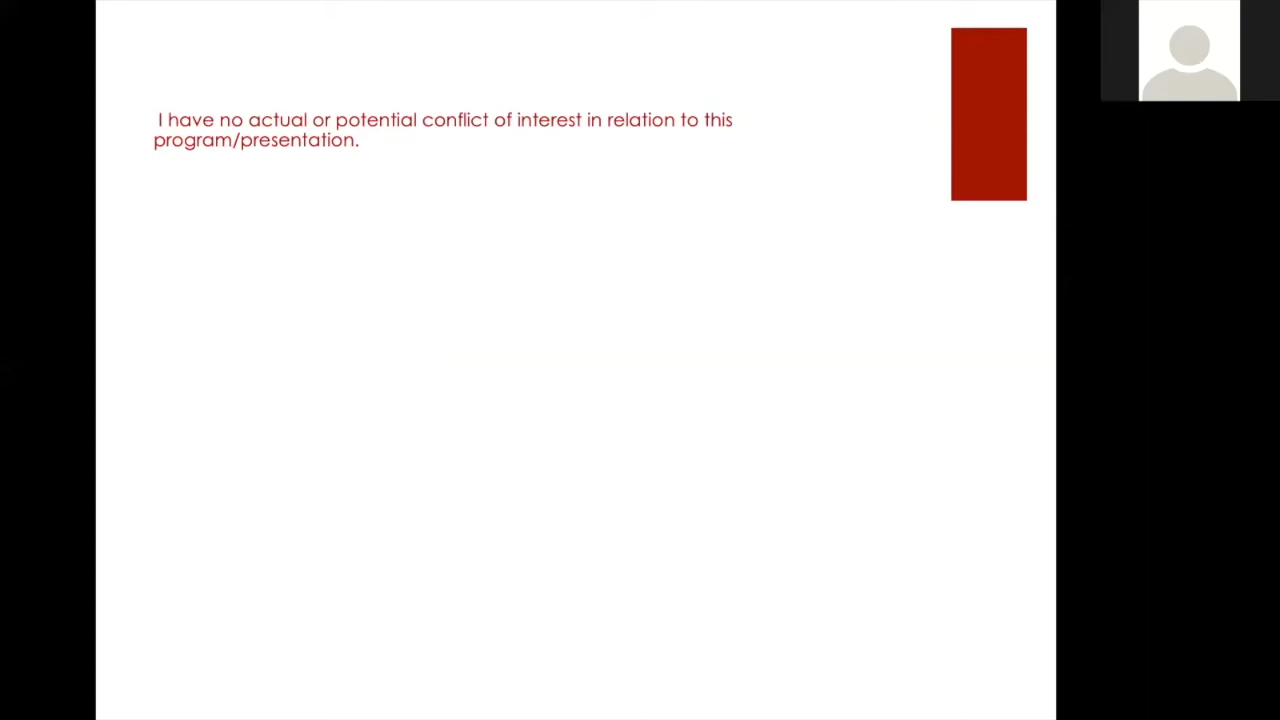 I have no actual or potential conflict of interest in relation to this
program/presentation.